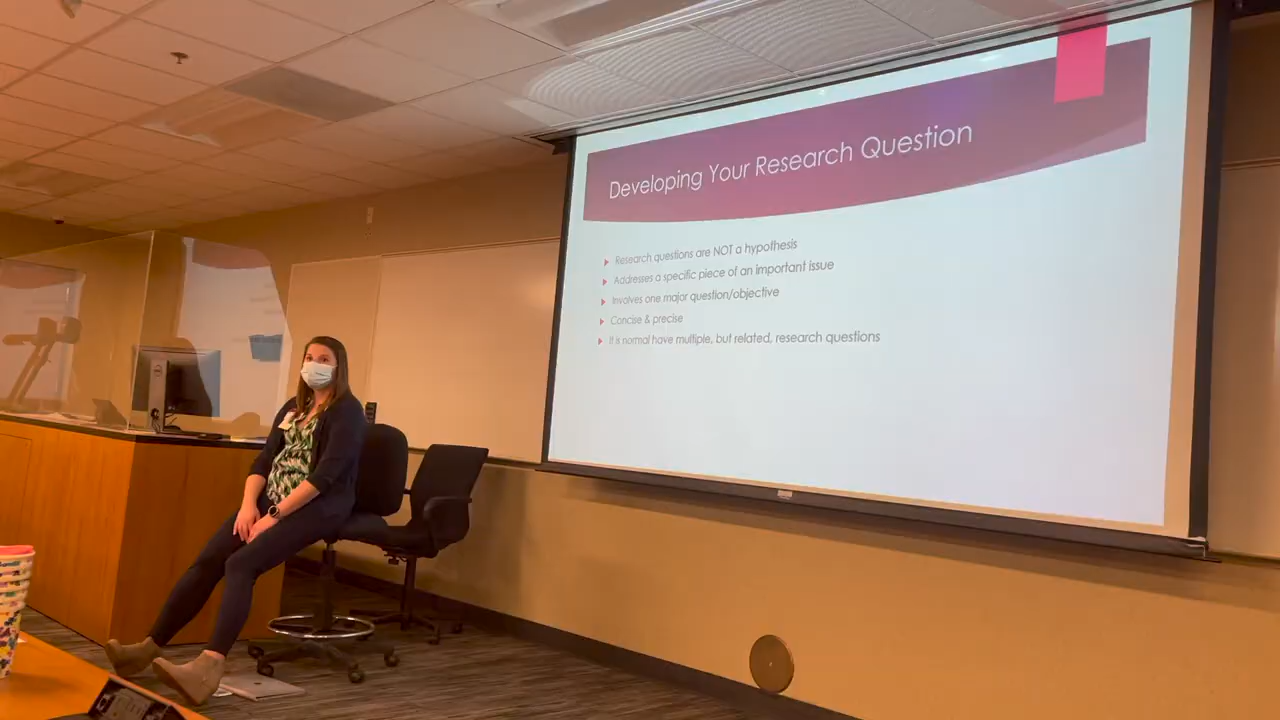 Developing Your Research Question
Research questions are NOT a hypothesis
Addresses a specific piece of an important issue
Involves one major question/objective
Concise & precise
It is normal have multiple, but related, research questions